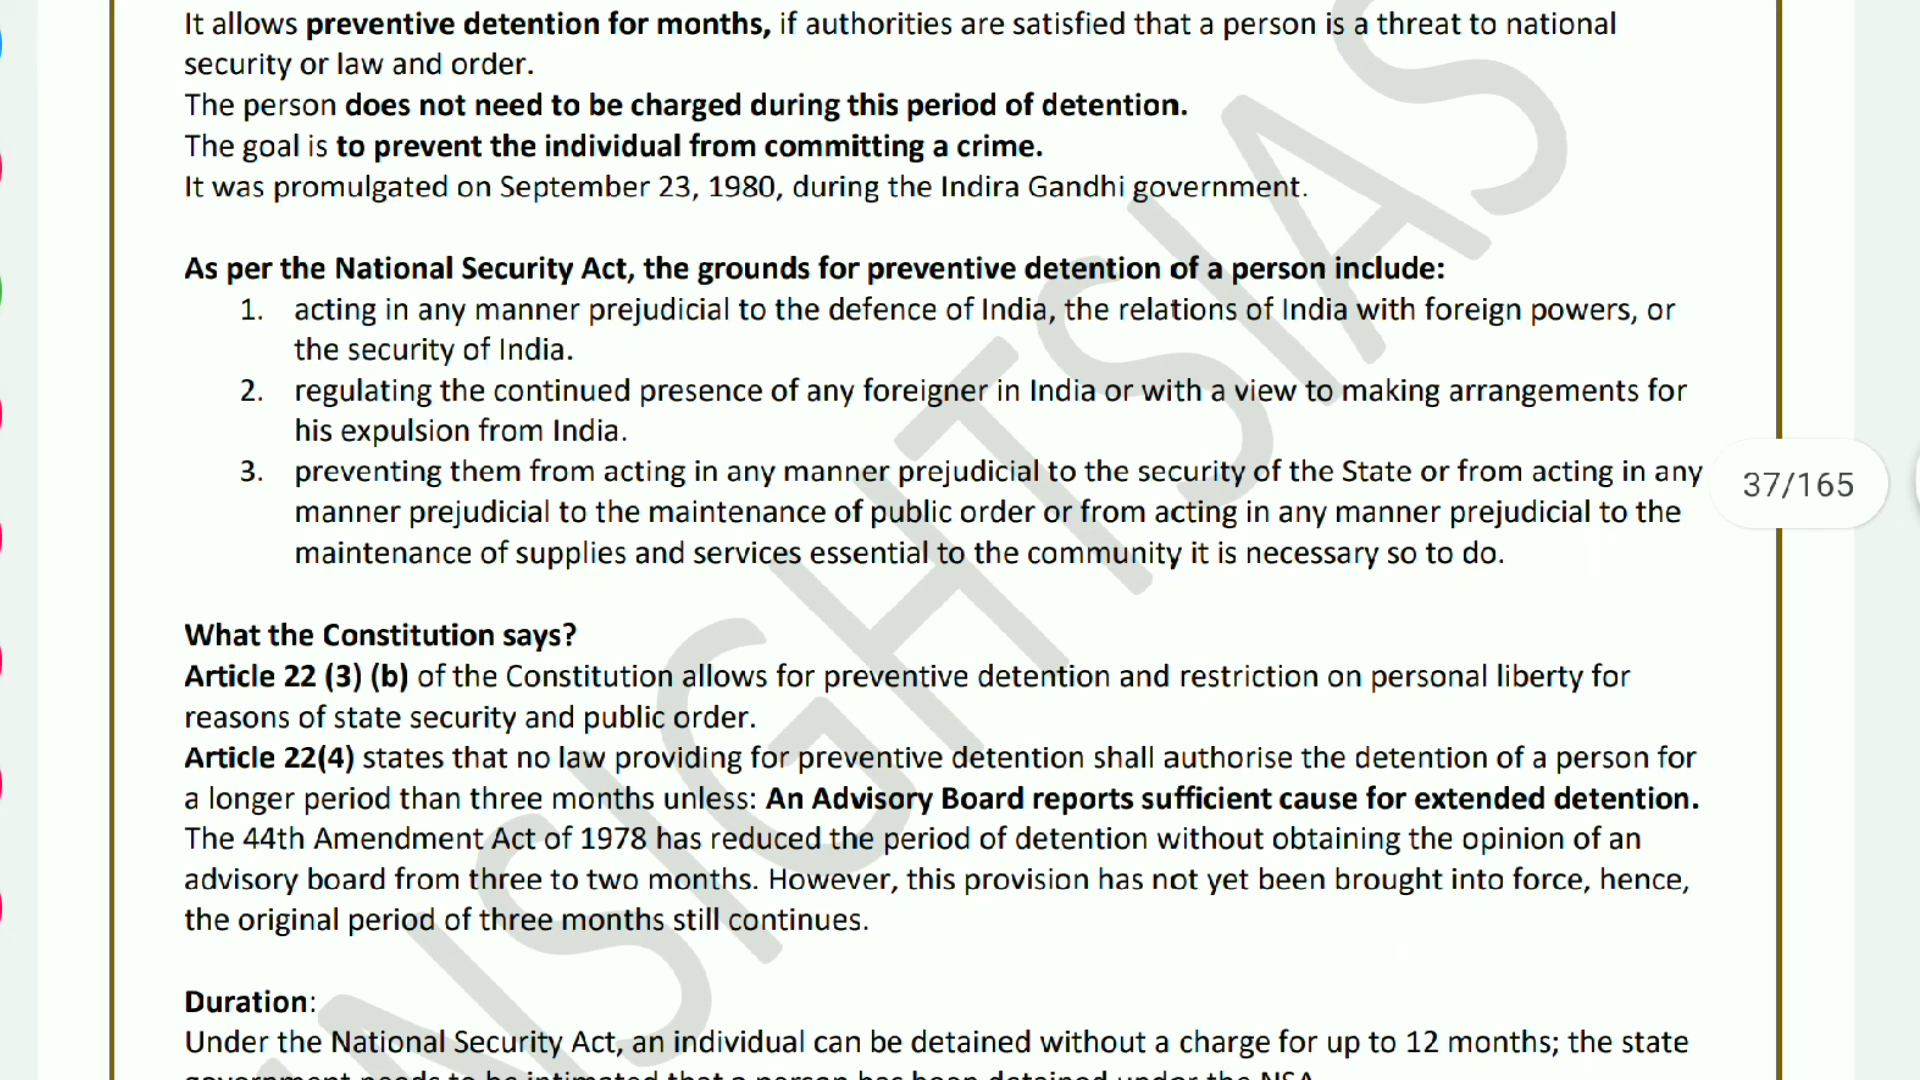 It allows preventive detention for months, if authorities are satisfied that a person is a threat to national
security or law and order.
The person does not need to be charged during this period of detention.
The goal is to prevent the individual from committing a crime.
It was promulgated on September 23, 1980, during the Indira Gandhi government.
As per the National Security Act, the grounds for preventive detention of a person include:
1. acting in any manner prejudicial to the defence of India, the relations of India with foreign powers, or
the security of India.
2. regulating the continued presence of any foreigner in India or with a view to making arrangements for
his expulsion from India.
3. preventing them from acting in any manner prejudicial to the security of the State or from acting in any
manner prejudicial to the maintenance of public order or from acting in any manner prejudicial to the
maintenance of supplies and services essential to the community it is necessary so to do.
37/165
What the Constitution says?
Article 22 (3) (b) of the Constitution allows for preventive detention and restriction on personal liberty for
reasons of state security and public order.
Article 22(4) states that no law providing for preventive detention shall authorise the detention of a person for
a longer period than three months unless: An Advisory Board reports sufficient cause for extended detention.
The 44th Amendment Act of 1978 has reduced the period of detention without obtaining the opinion of an
advisory board from three to two months. However, this provision has not yet been brought into force, hence,
the original period of three months still continues.
Duration:
Under the National Security Act, an individual can be detained without a charge for up to 12 months; the state
government needs to be intimated that a person has been detained under the NSA.
INSIGHTSIAS